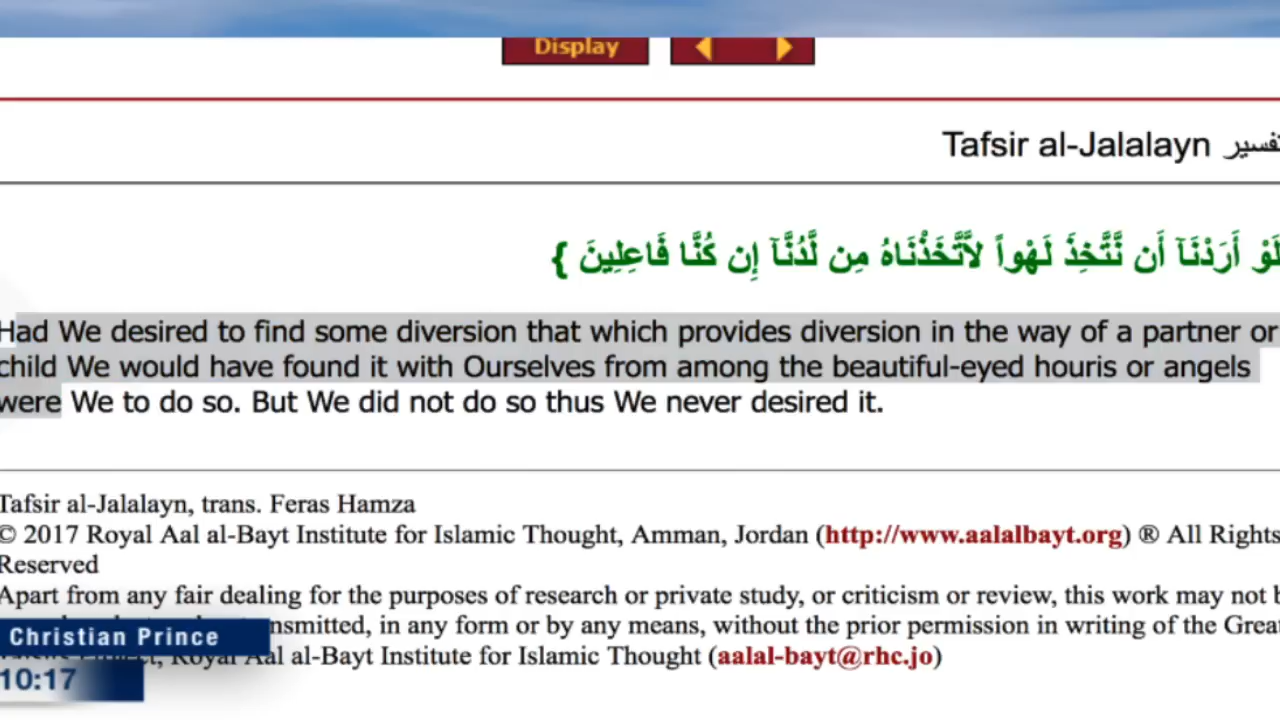 Display
Tafsir al-Jalalayn
أَرَدْنَآ أَن نَّتَّخِذَ لَهْواً لاَّتَّخَذْنَاهُ مِن لَّدُنَّآ إِن كُنَّا فَاعِلِينَ }
Had We desired to find some diversion that which provides diversion in the way of a partner or
child We would have found it with Ourselves from among the beautiful-eyed houris or angels
were We to do so. But We did not do so thus We never desired it.
Tafsir al-Jalalayn, trans. Feras Hamza
© 2017 Royal Aal al-Bayt Institute for Islamic Thought, Amman, Jordan (http://www.aalalbayt.org) ® All Rights
Reserved
Apart from any fair dealing for the purposes of research or private study, or criticism or review, this work may not
in any form or by any means, without the prior permission in writing of the
Christian Prince
Royal Aal al-Bayt Institute for Islamic Thought (aalal-bayt@rhc.jo)
10:17